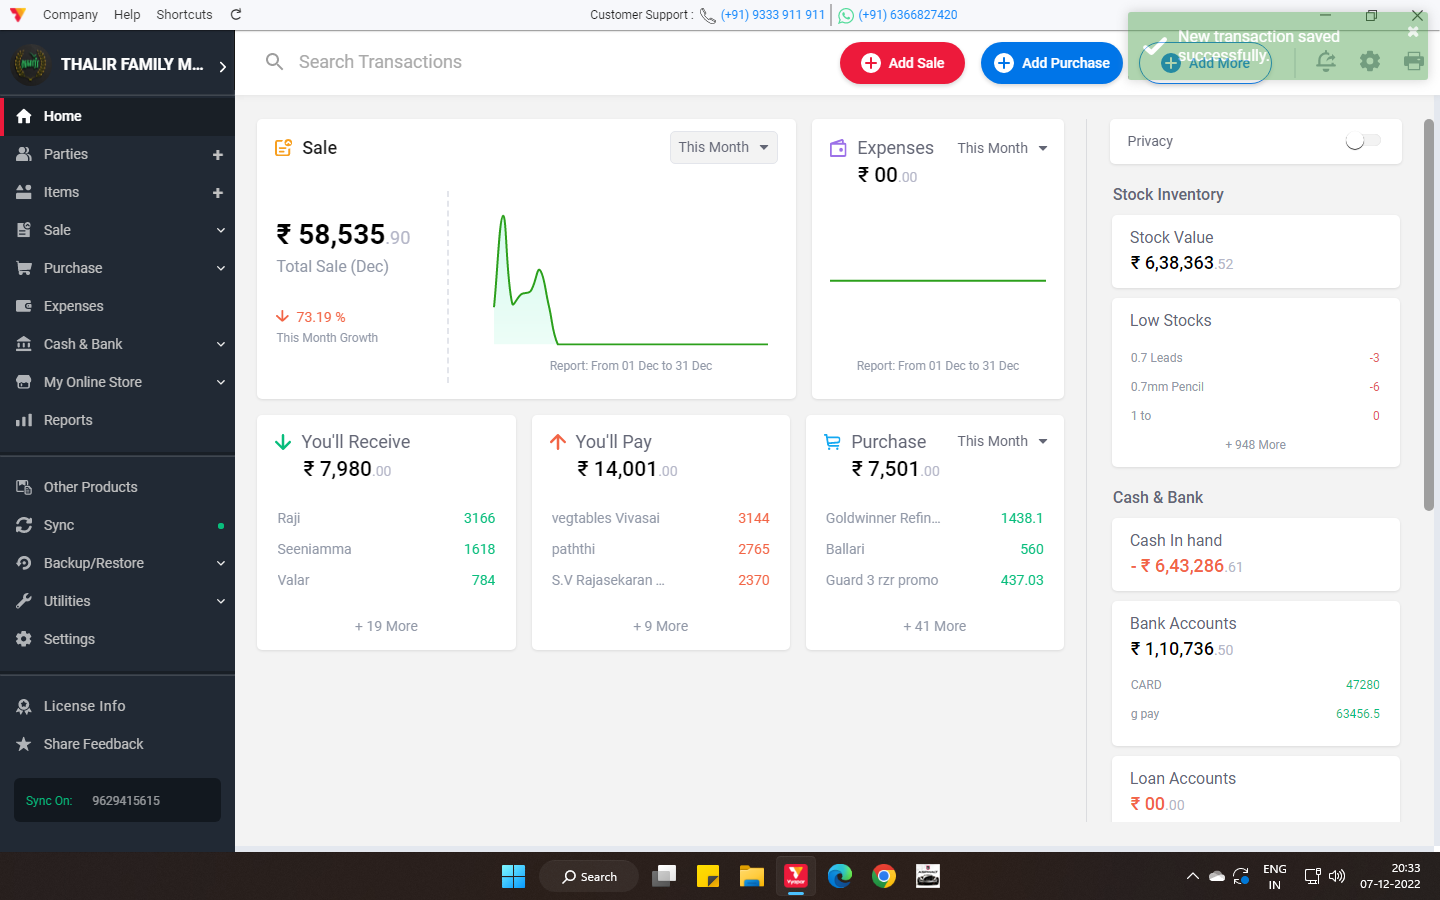 Company Help Shortcuts
Customer Support : (+91) 9333 911 911 (+91) 6366827420
THALIR FAMILY M...
Search Transactions
Add Sale
Add Purchase
Add More
New transaction saved
successfully.
Home
Parties
Items
Sale
Purchase
Expenses
Cash & Bank
My Online Store
Reports
Other Products
Sync
Backup/Restore
Utilities
Settings
License Info
Share Feedback
Sync On: 9629415615
Sale
This Month
₹ 58,535.90
Total Sale (Dec)
73.19 %
This Month Growth
Report: From 01 Dec to 31 Dec
Expenses
This Month
₹ 00.00
Report: From 01 Dec to 31 Dec
You'll Receive
₹ 7,980.00
Raji 3166
Seeniamma 1618
Valar 784
+ 19 More
You'll Pay
₹ 14,001.00
vegtables Vivasai 3144
paththi 2765
S.V Rajasekaran ... 2370
+ 9 More
Purchase
This Month
₹ 7,501.00
Goldwinner Refin... 1438.1
Ballari 560
Guard 3 rzr promo 437.03
+ 41 More
Privacy
Stock Inventory
Stock Value
₹ 6,38,363.52
Low Stocks
0.7 Leads -3
0.7mm Pencil -6
1 to 0
+ 948 More
Cash & Bank
Cash In hand
- ₹ 6,43,286.61
Bank Accounts
₹ 1,10,736.50
CARD 47280
g pay 63456.5
Loan Accounts
₹ 00.00
Search
Vyapar
ENG
IN
20:33
07-12-2022